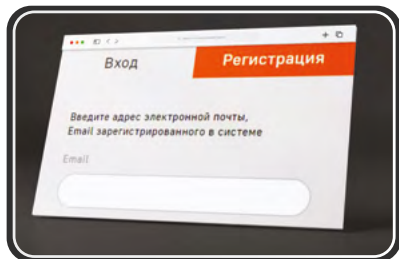 Вход
Регистрация
Введите адрес электронной почты,
Email зарегистрированного в системе
Email